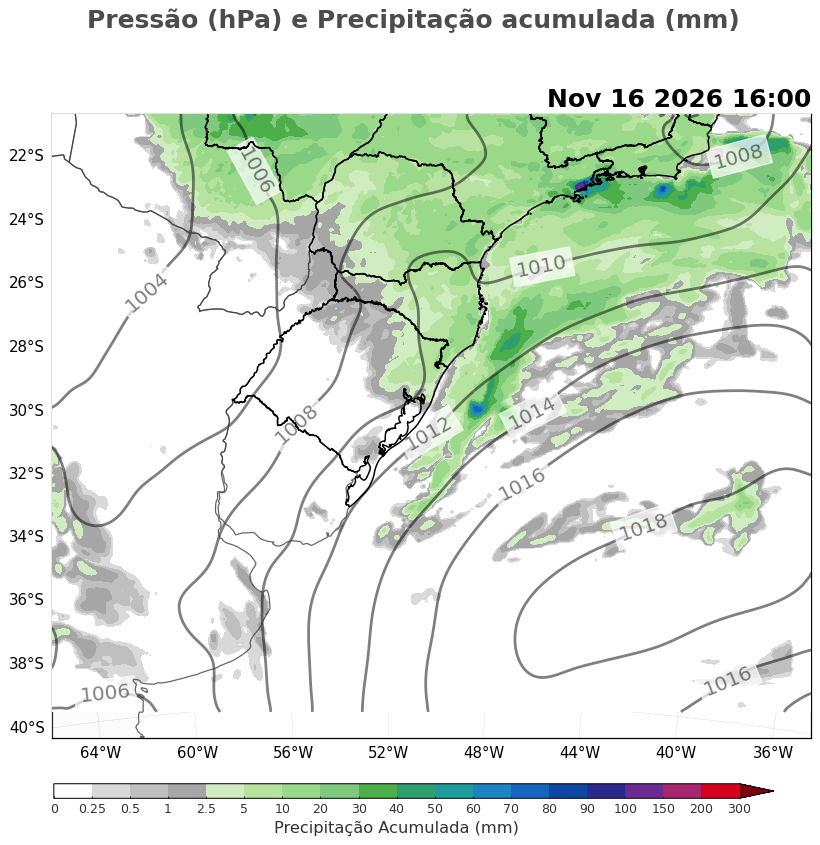 Pressão (hPa) e Precipitação acumulada (mm)
Nov 16 2026 16:00
22°S
24°S
26°S
28°S
30°S
32°S
34°S
36°S
38°S
40°S
1006
1008
1004
1010
1008
1012
1014
1016
1018
1006
1016
64°W 60°W 56°W 52°W 48°W 44°W 40°W 36°W
0 0.25 0.5 1 2.5 5 10 20 30 40 50 60 70 80 90 100 150 200 300
Precipitação Acumulada (mm)